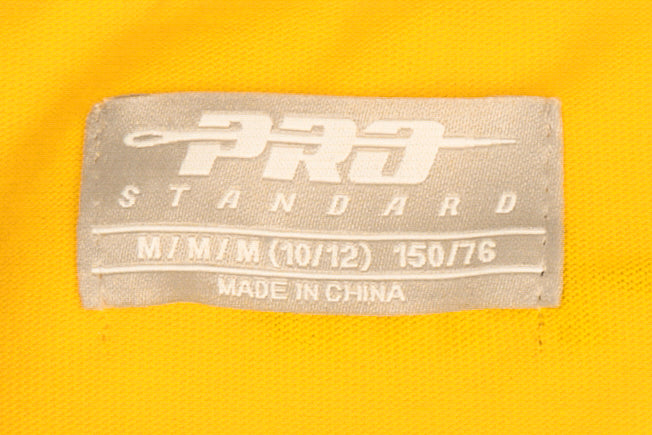 PRO
STANDARD
M/M/M (10/12) 150/76
MADE IN CHINA